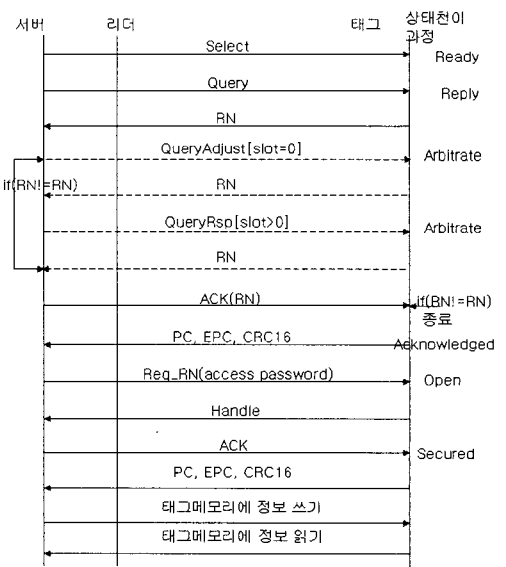 서버 리더 태그 상태천이
과정
Select
Ready
Query
Reply
RN
QueryAdjust[slot=0]
Arbitrate
if(RN!=RN)
RN
QueryRsp[slot>0]
Arbitrate
RN
ACK(RN)
if(RN!=RN)
종료
PC, EPC, CRC16
Acknowledged
Req_RN(access password)
Open
Handle
ACK
Secured
PC, EPC, CRC16
태그메모리에 정보 쓰기
태그메모리에 정보 읽기